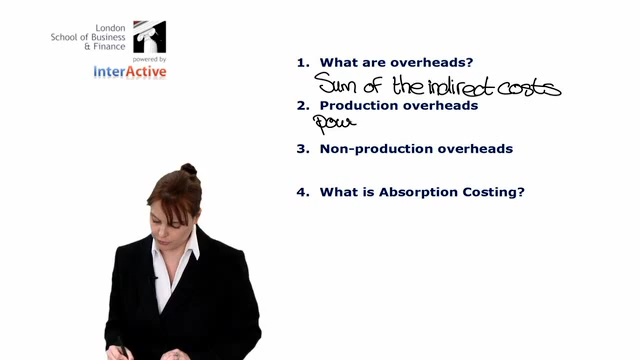 London
School of Business
& Finance
powered by
InterActive
1. What are overheads?
Sum of the indirect costs
2. Production overheads
pow
3. Non-production overheads
4. What is Absorption Costing?